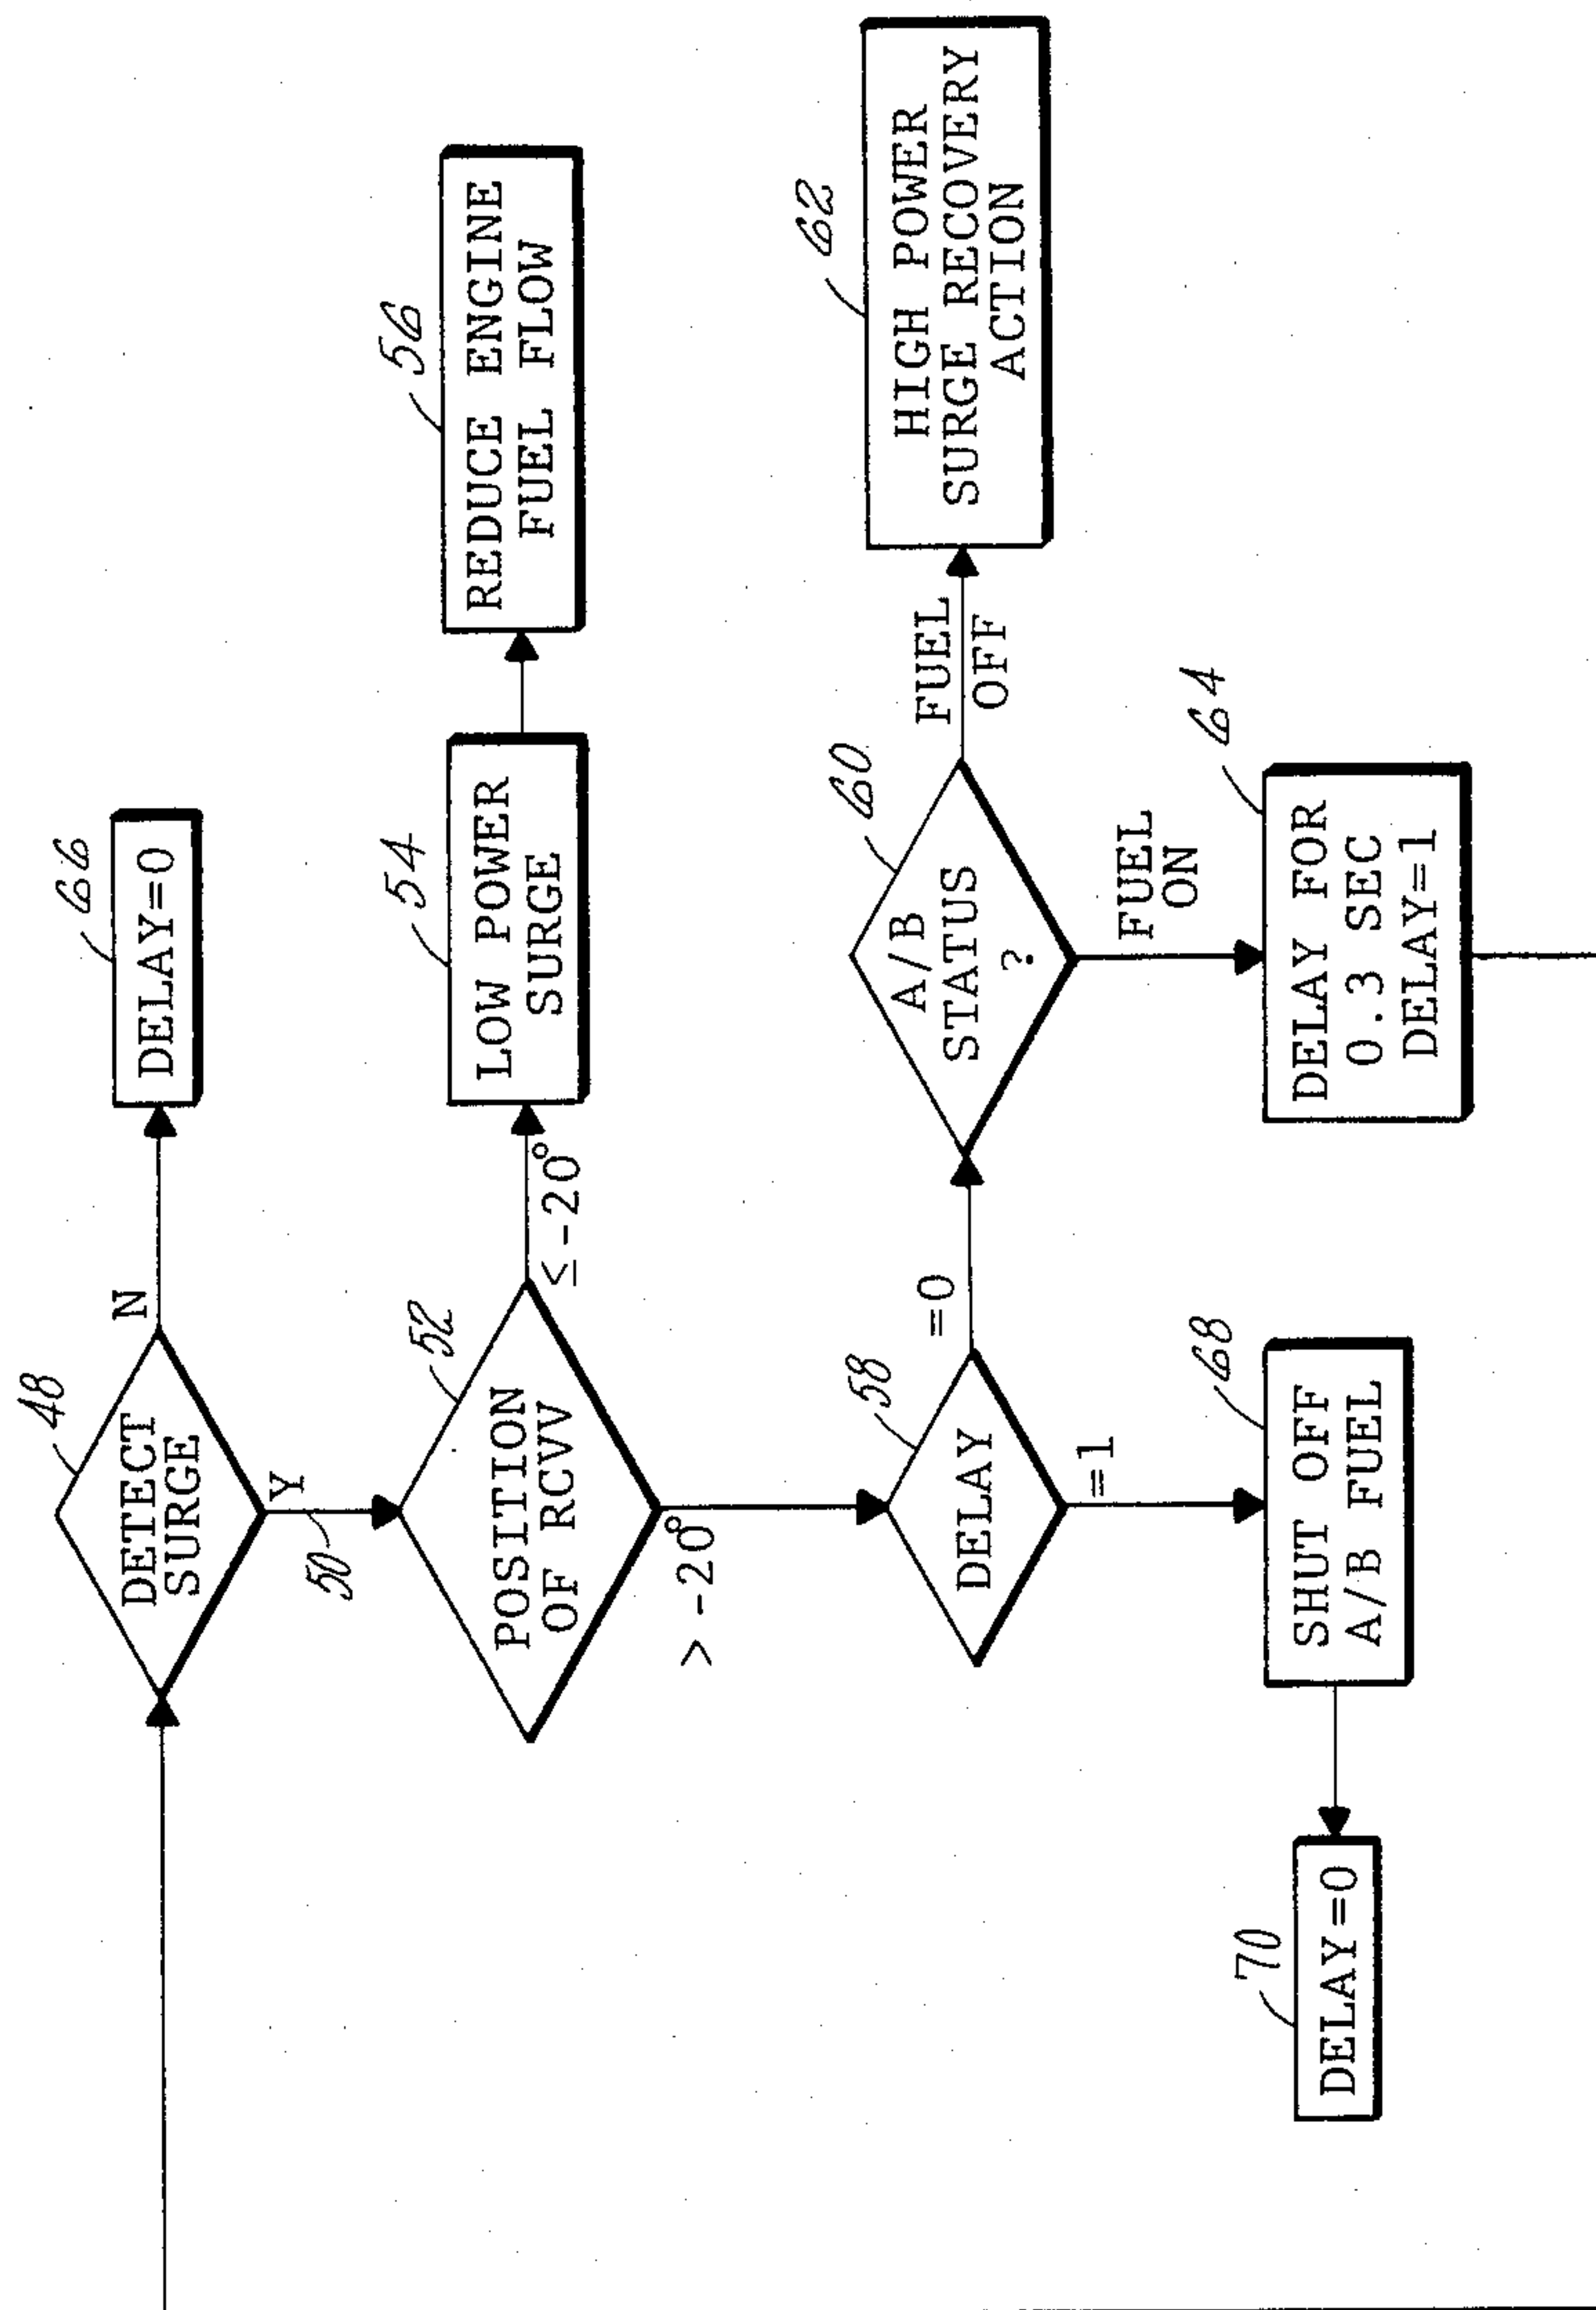 48
DETECT
SURGE
N
66
DELAY=0
Y
50
52
POSITION
OF RCVV
≤-20°
54
LOW POWER
SURGE
56
REDUCE ENGINE
FUEL FLOW
>-20°
58
DELAY
=0
60
A/B
STATUS
?
FUEL
OFF
62
HIGH POWER
SURGE RECOVERY
ACTION
=1
FUEL
ON
64
DELAY FOR
0.3 SEC
DELAY=1
68
SHUT OFF
A/B FUEL
70
DELAY=0